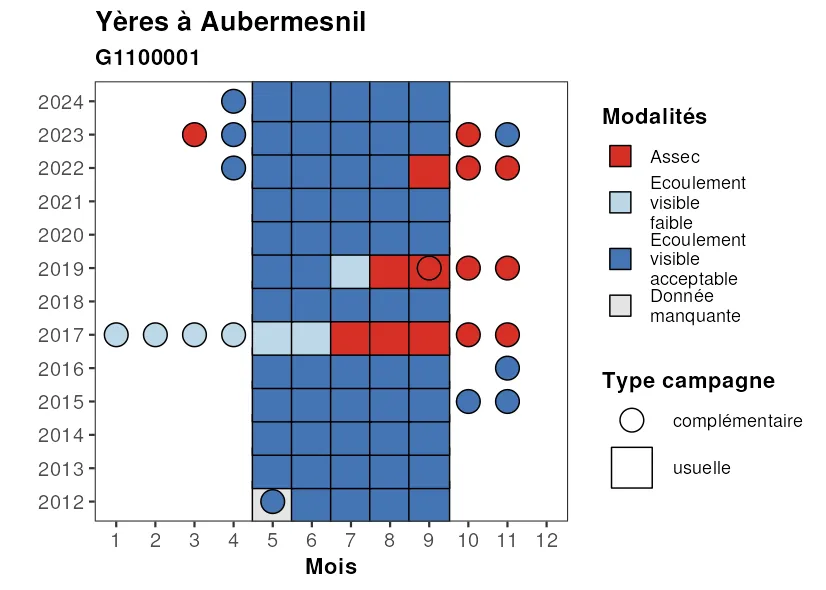 Yères à Aubermesnil
G1100001
2024
2023
2022
2021
2020
2019
2018
2017
2016
2015
2014
2013
2012
1 2 3 4 5 6 7 8 9 10 11 12
Mois
Modalités
Assec
Ecoulement
visible
faible
Ecoulement
visible
acceptable
Donnée
manquante
Type campagne
complémentaire
usuelle